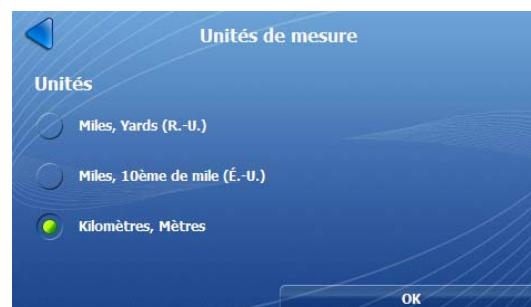 Unités de mesure
Unités
Miles, Yards (R.-U.)
Miles, 10ème de mile (É.-U.)
Kilomètres, Mètres
OK